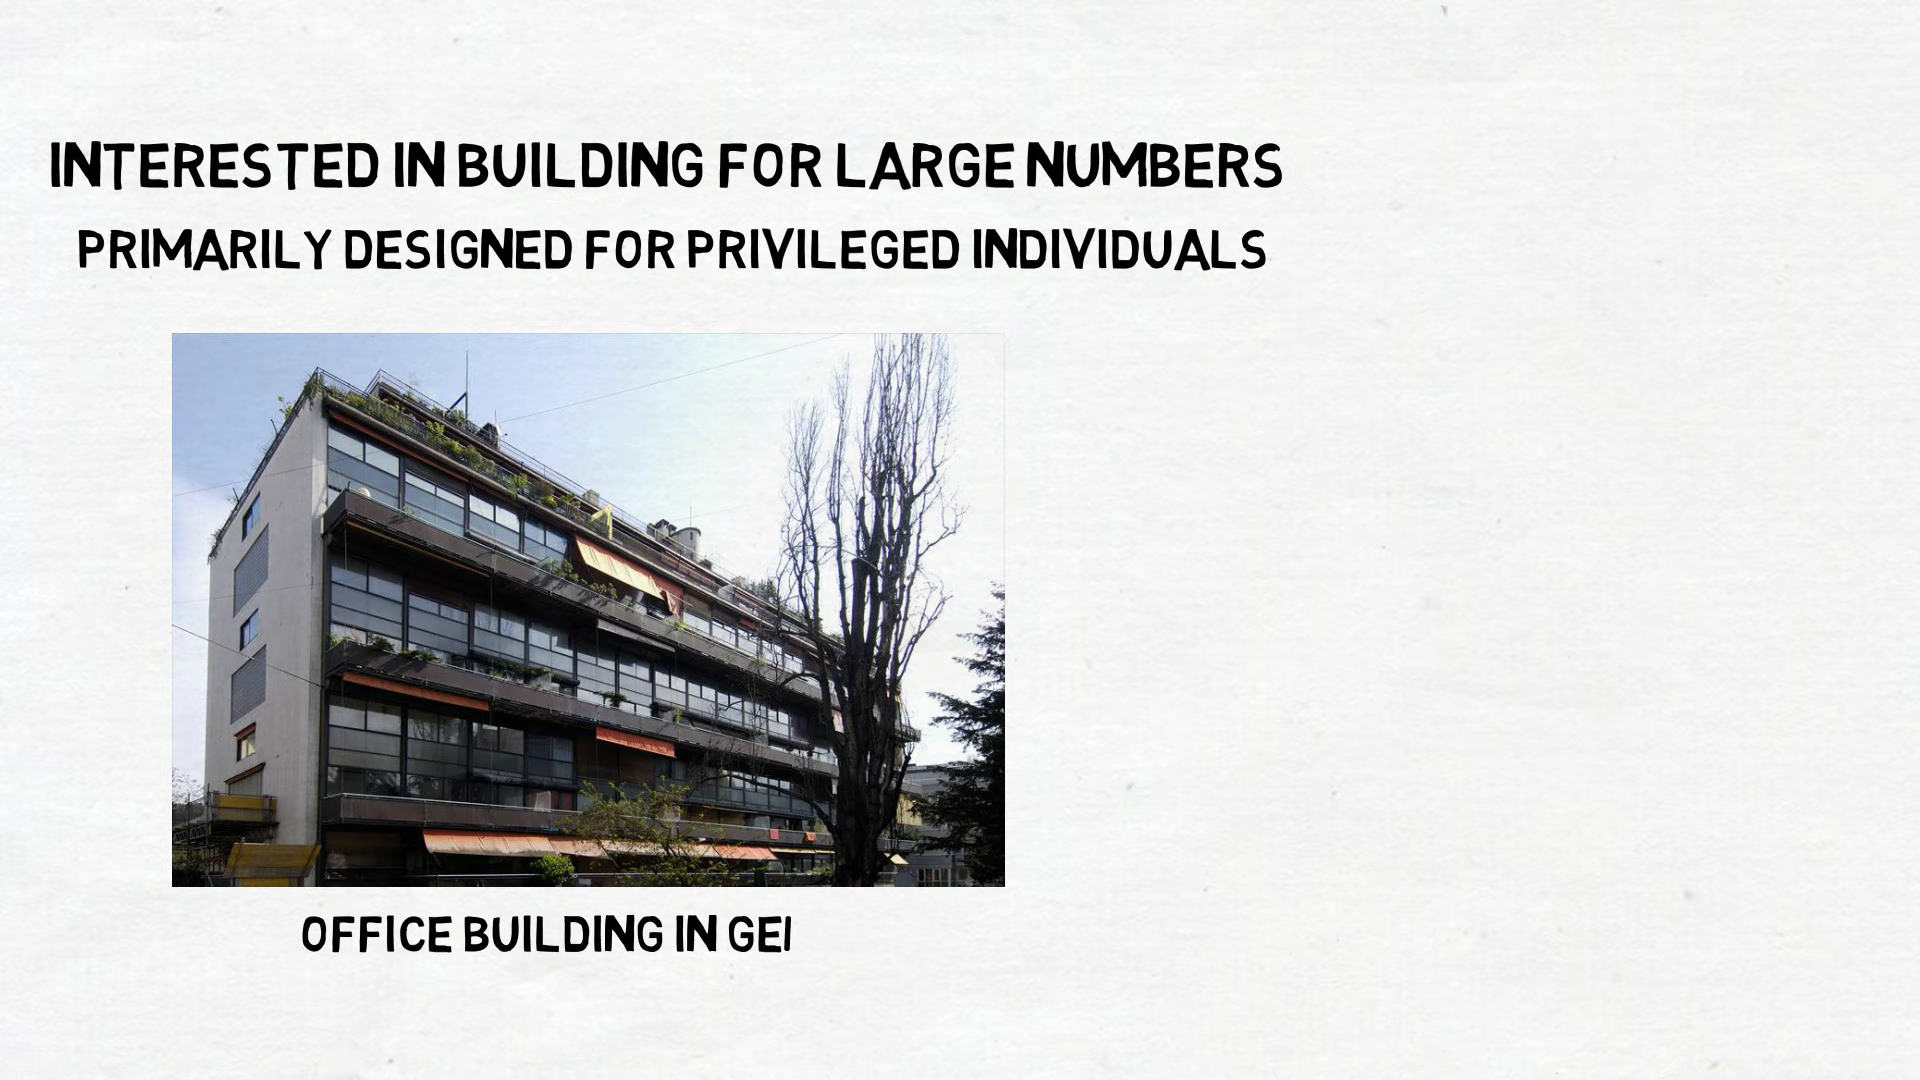 INTERESTED IN BUILDING FOR LARGE NUMBERS
PRIMARILY DESIGNED FOR PRIVILEGED INDIVIDUALS
OFFICE BUILDING IN GEI